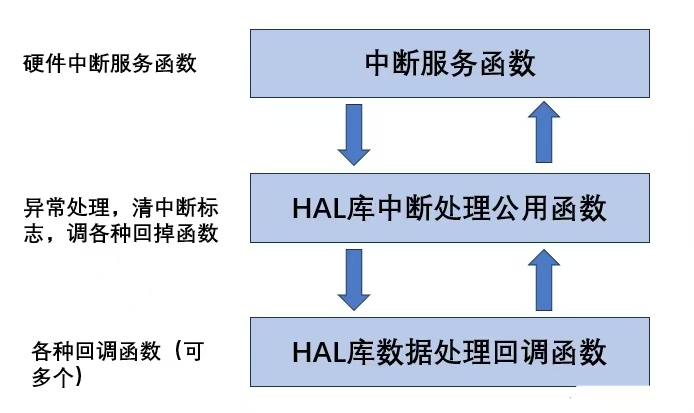 硬件中断服务函数
中断服务函数
异常处理，清中断标
志，调各种回掉函数
HAL库中断处理公用函数
各种回调函数（可
多个）
HAL库数据处理回调函数